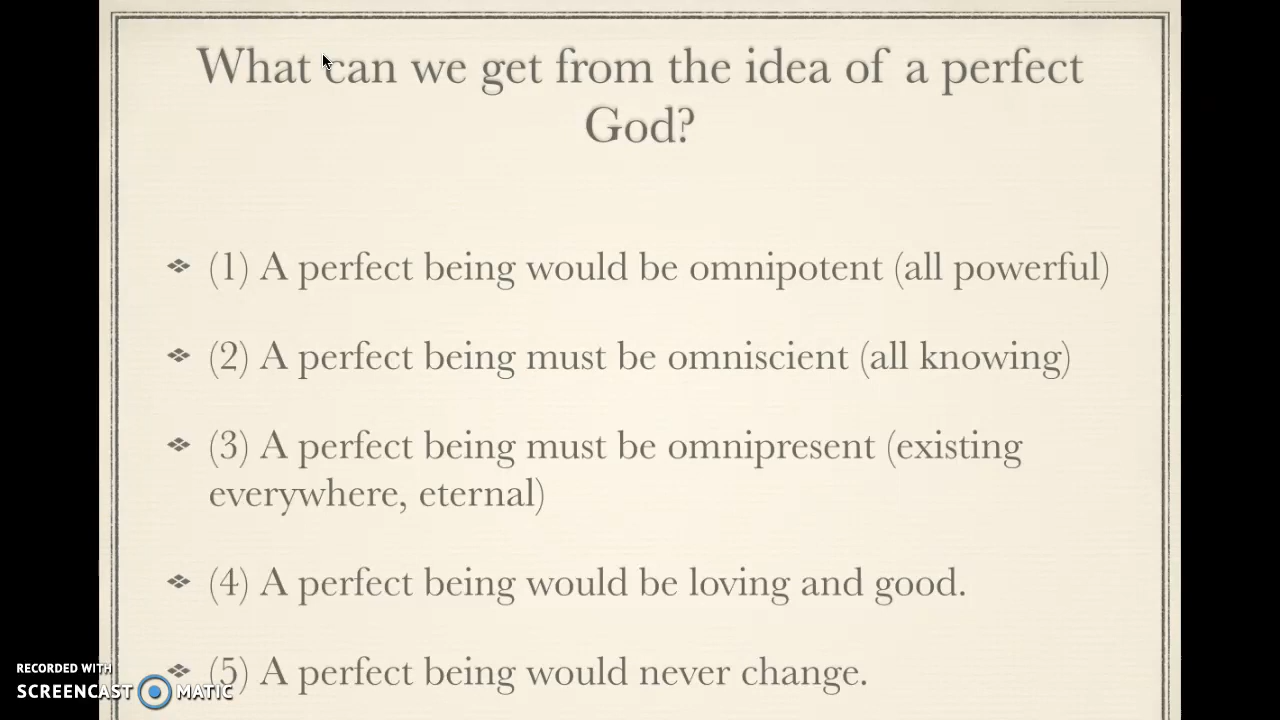 What can we get from the idea of a perfect
God?
(1) A perfect being would be omnipotent (all powerful)
(2) A perfect being must be omniscient (all knowing)
(3) A perfect being must be omnipresent (existing
everywhere, eternal)
(4) A perfect being would be loving and good.
(5) A perfect being would never change.
RECORDED WITH
SCREENCAST MATIC